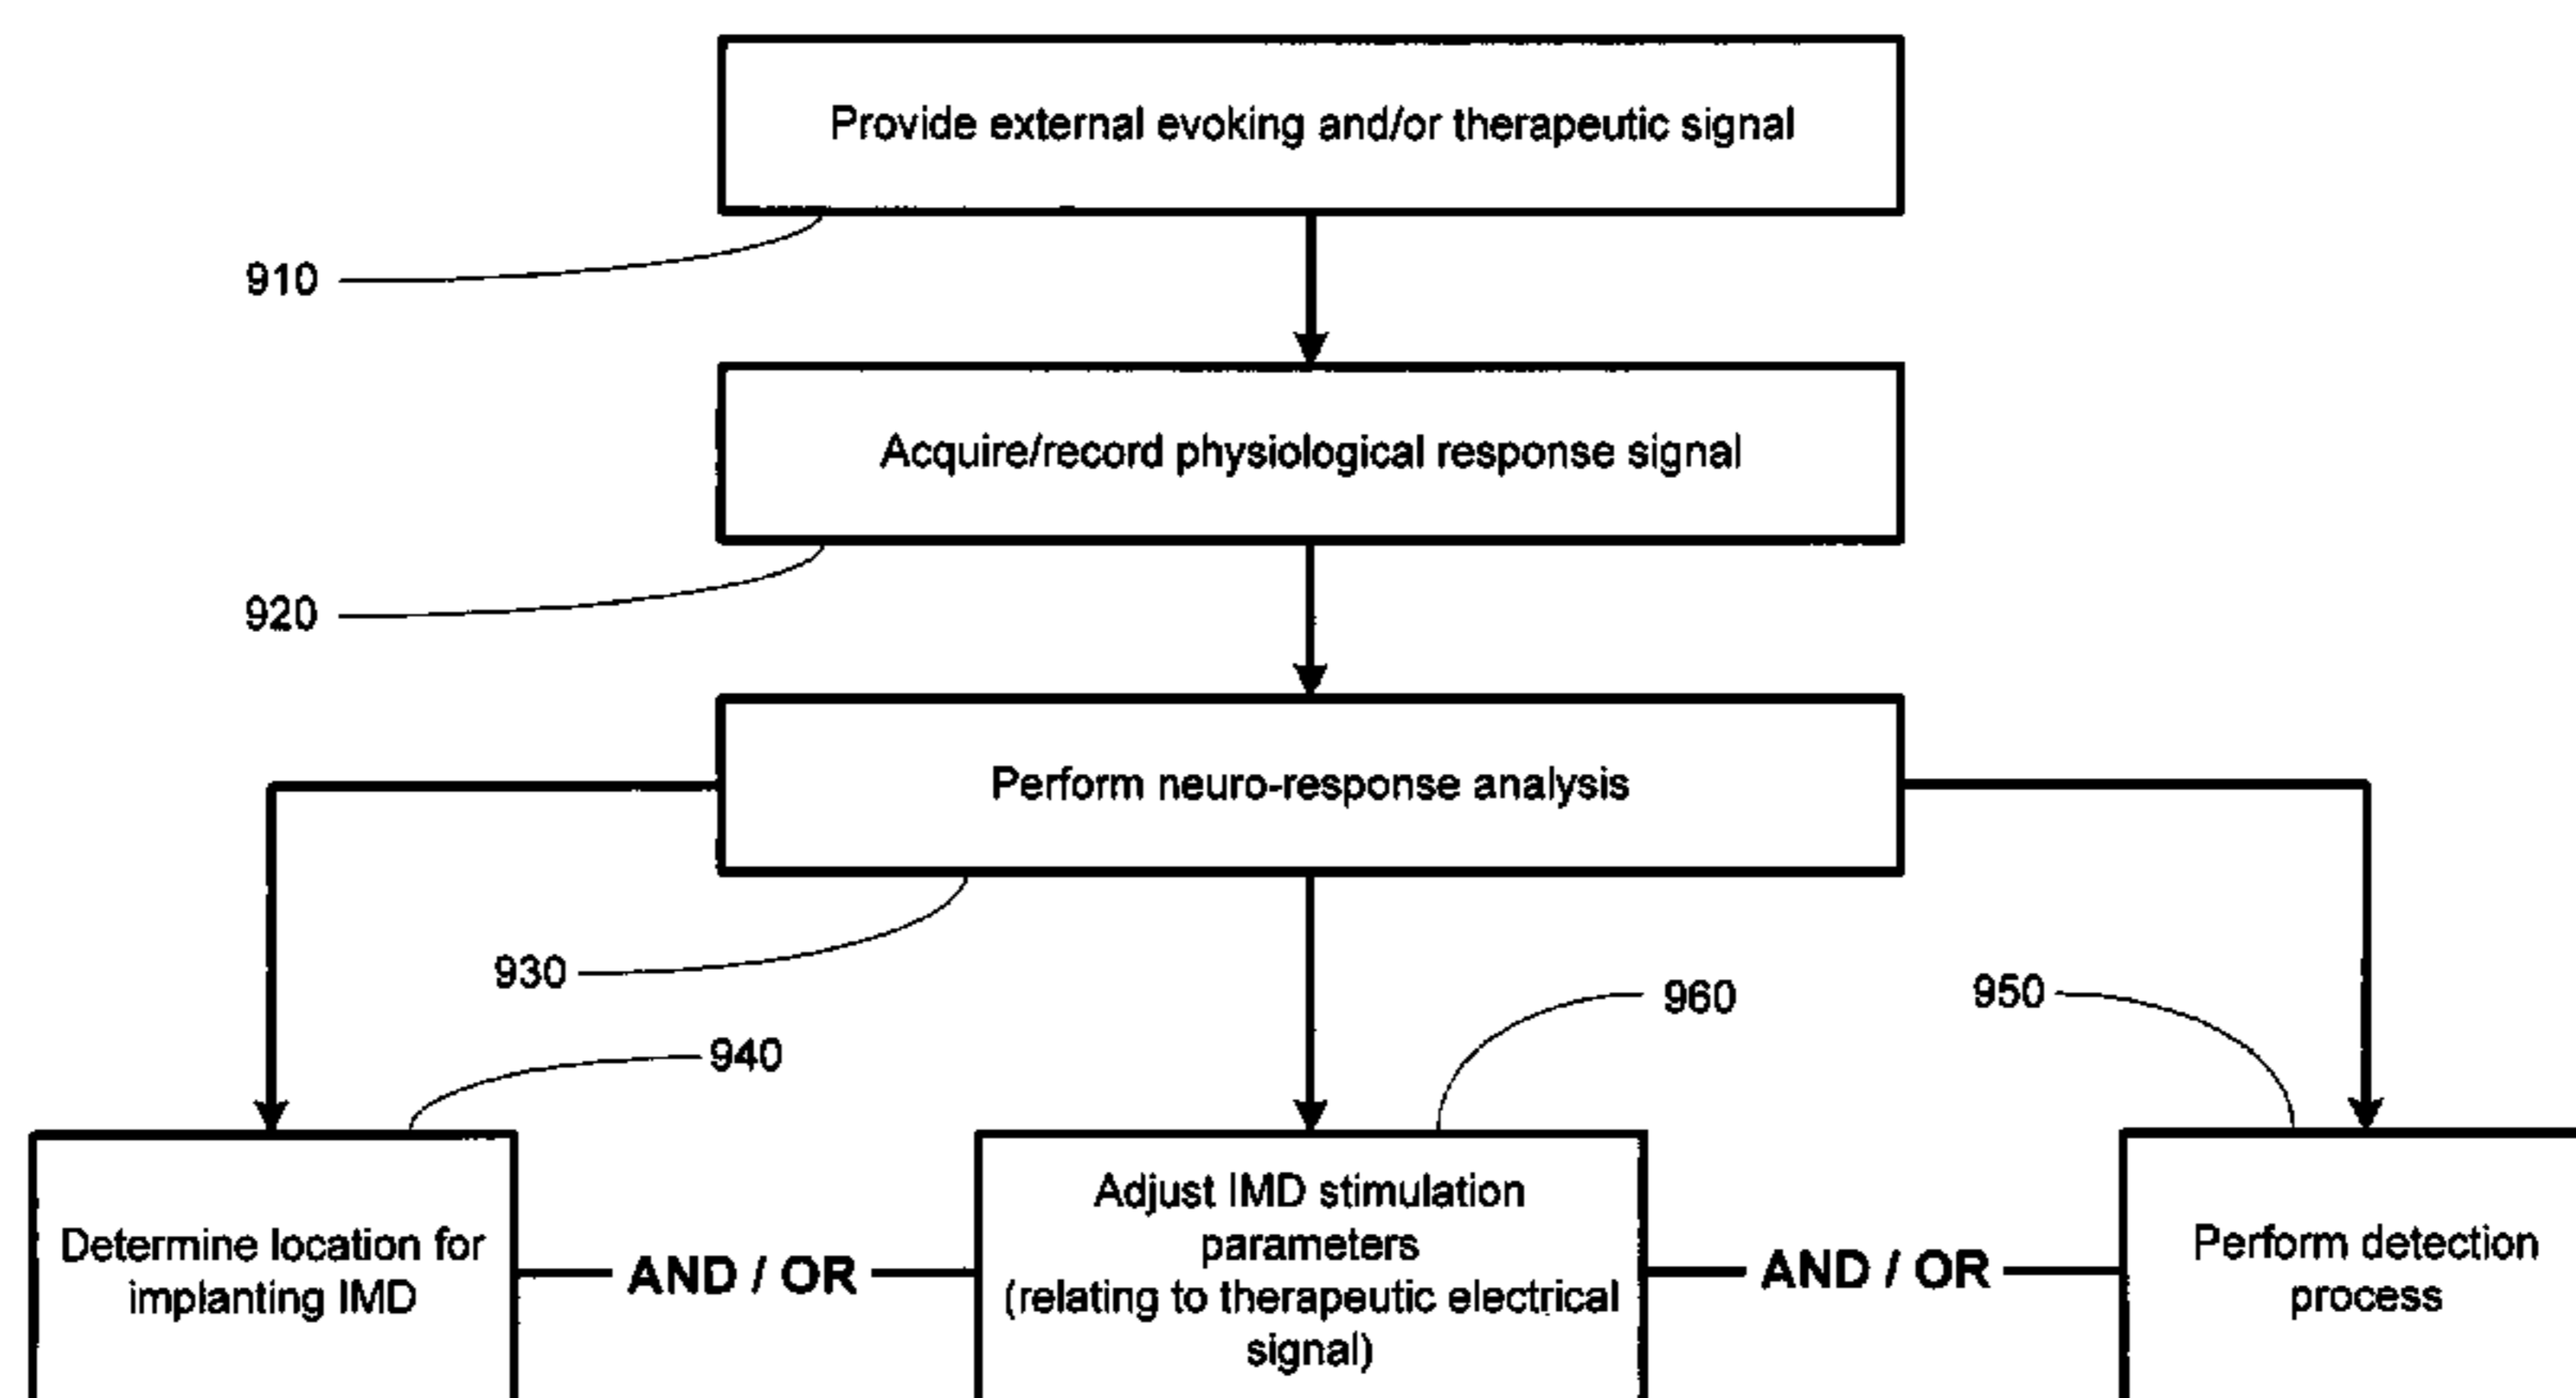 Provide external evoking and/or therapeutic signal
910
Acquire/record physiological response signal
920
Perform neuro-response analysis
930
960
950
940
Determine location for
implanting IMD
AND / OR
Adjust IMD stimulation
parameters
(relating to therapeutic electrical
signal)
AND / OR
Perform detection
process